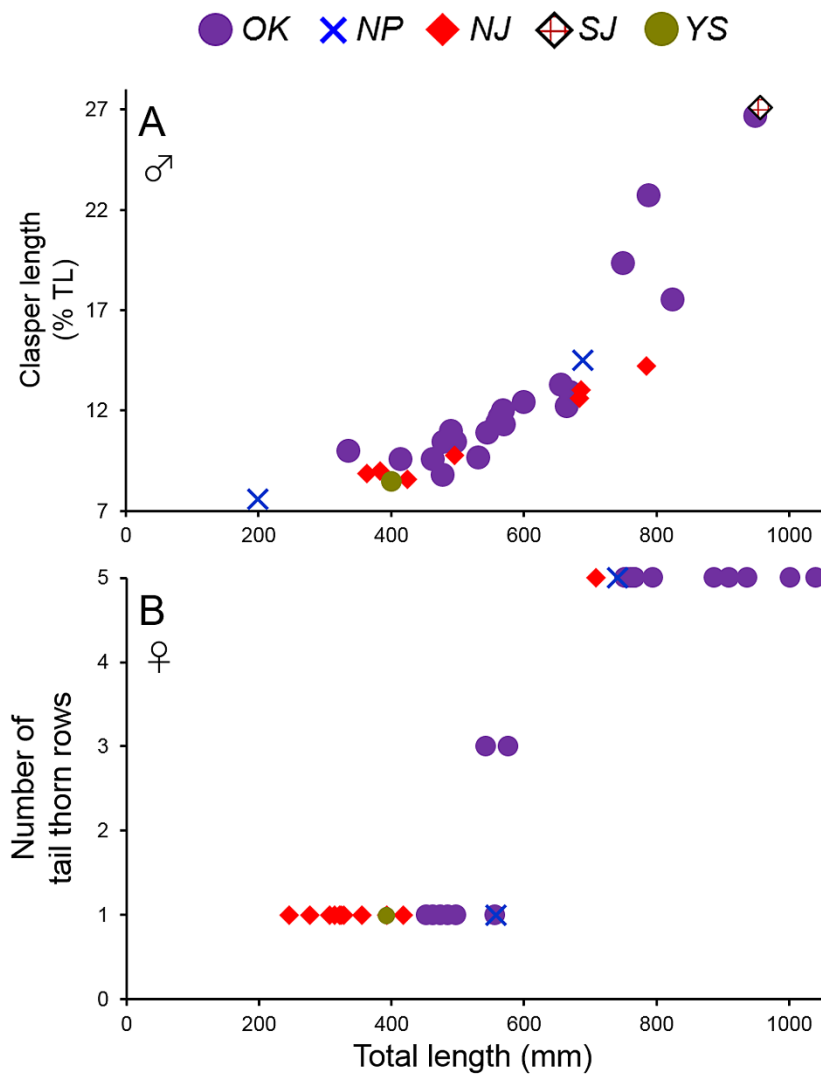 OK NP NJ SJ YS
A
♂
Clasper length
(% TL)
27
22
17
12
7
0 200 400 600 800 1000
B
♀
Number of
tail thorn rows
5
4
3
2
1
0
0 200 400 600 800 1000
Total length (mm)